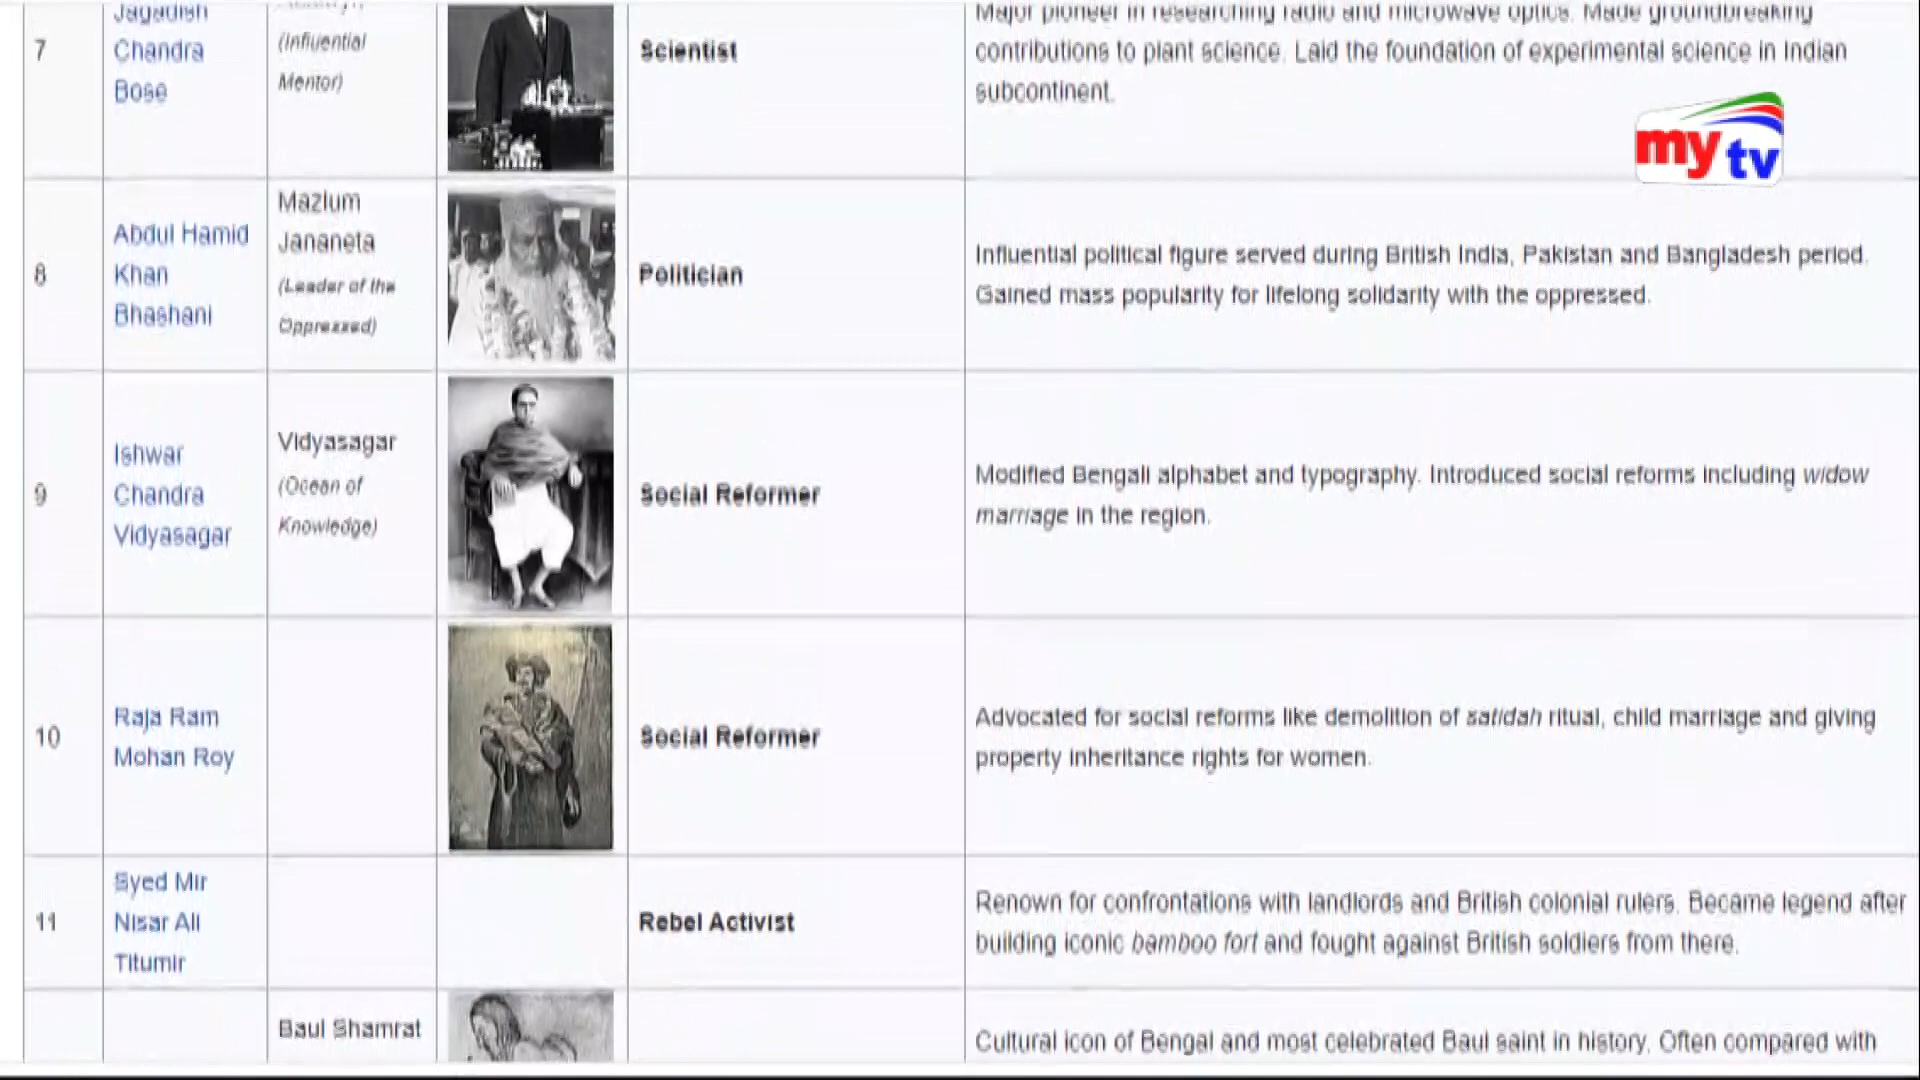 7
Jagadish
Chandra
Bose
(Influential
Mentor)
Scientist
Major pioneer in researching radio and microwave optics. Made groundbreaking
contributions to plant science. Laid the foundation of experimental science in Indian
subcontinent.
my tv
8
Abdul Hamid
Khan
Bhashani
Mazlum
Jananeta
(Leader of the
Oppressed)
Politician
Influential political figure served during British India, Pakistan and Bangladesh period.
Gained mass popularity for lifelong solidarity with the oppressed.
9
Ishwar
Chandra
Vidyasagar
Vidyasagar
(Ocean of
Knowledge)
Social Reformer
Modified Bengali alphabet and typography. Introduced social reforms including widow
marriage in the region.
10
Raja Ram
Mohan Roy
Social Reformer
Advocated for social reforms like demolition of satidah ritual, child marriage and giving
property inheritance rights for women.
11
Syed Mir
Nisar Ali
Titumir
Rebel Activist
Renown for confrontations with landlords and British colonial rulers. Became legend after
building iconic bamboo fort and fought against British soldiers from there.
Baul Shamrat
Cultural icon of Bengal and most celebrated Baul saint in history. Often compared with